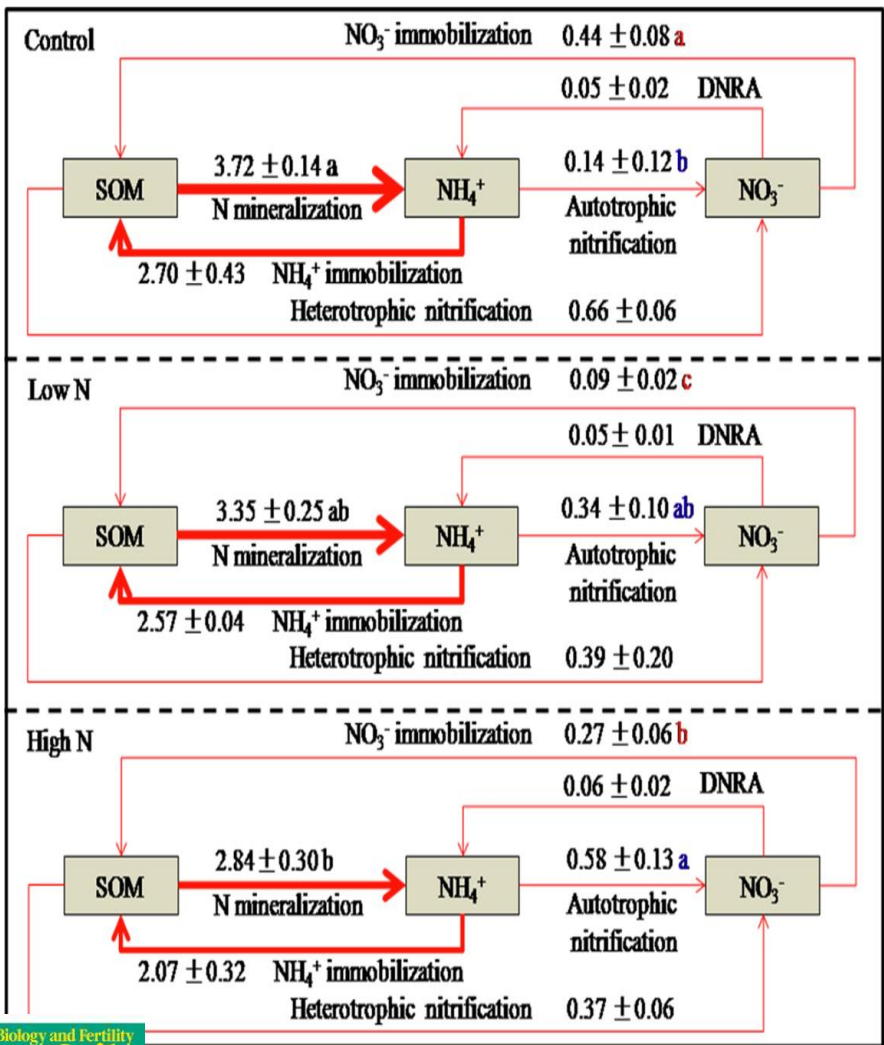 Control
NO₃⁻ immobilization 0.44 ±0.08 a
0.05 ±0.02 DNRA
3.72 ±0.14 a
0.14 ±0.12 b
SOM
NH₄⁺
NO₃⁻
N mineralization
Autotrophic
nitrification
2.70 ±0.43 NH₄⁺ immobilization
Heterotrophic nitrification 0.66 ±0.06
Low N
NO₃⁻ immobilization 0.09 ±0.02 c
0.05 ± 0.01 DNRA
3.35 ±0.25 ab
0.34 ±0.10 ab
SOM
NH₄⁺
NO₃⁻
N mineralization
Autotrophic
nitrification
2.57 ±0.04 NH₄⁺ immobilization
Heterotrophic nitrification 0.39 ±0.20
High N
NO₃⁻ immobilization 0.27 ±0.06 b
0.06 ±0.02 DNRA
2.84 ±0.30 b
0.58 ±0.13 a
SOM
NH₄⁺
NO₃⁻
N mineralization
Autotrophic
nitrification
2.07 ±0.32 NH₄⁺ immobilization
Heterotrophic nitrification 0.37 ±0.06
Biology and Fertility